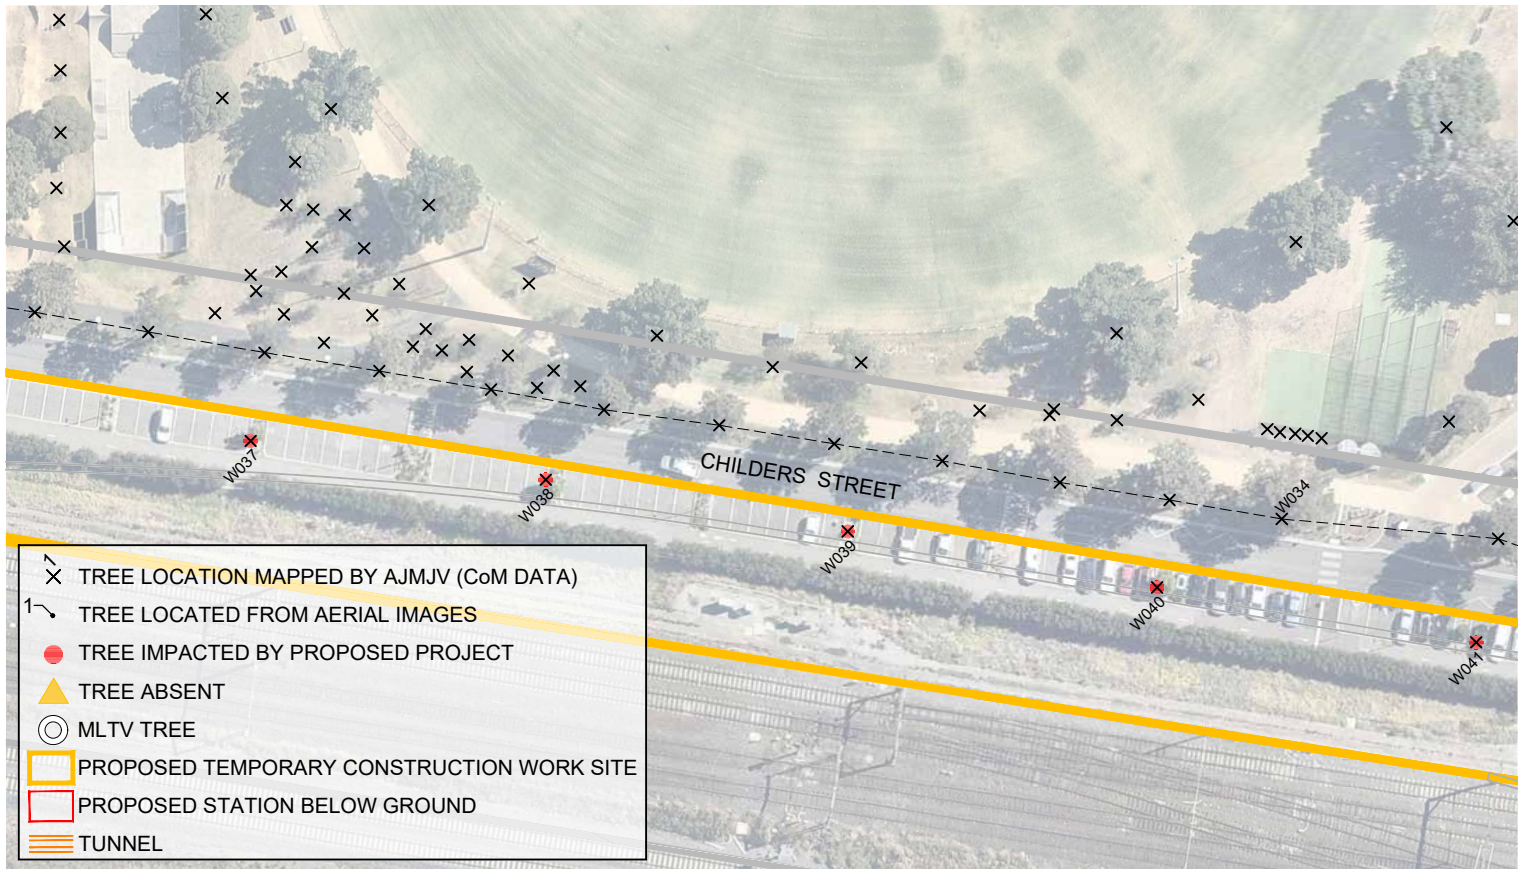 W037
W038
CHILDERS STREET
W034
W039
W040
W041
TREE LOCATION MAPPED BY AJMJV (CoM DATA)
1
TREE LOCATED FROM AERIAL IMAGES
TREE IMPACTED BY PROPOSED PROJECT
TREE ABSENT
MLTV TREE
PROPOSED TEMPORARY CONSTRUCTION WORK SITE
PROPOSED STATION BELOW GROUND
TUNNEL